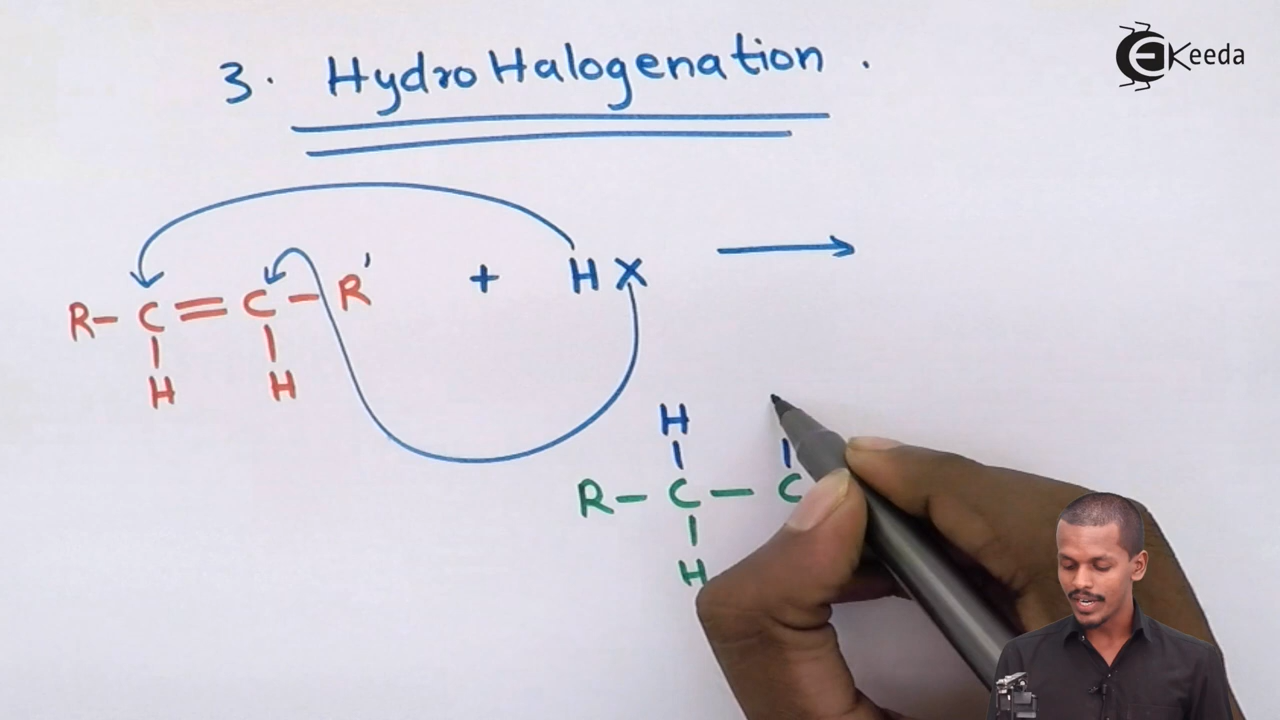 3. HydroHalogenation.
EKeeda
R-C=C-R' + HX →
H H
H
R-C-C
H